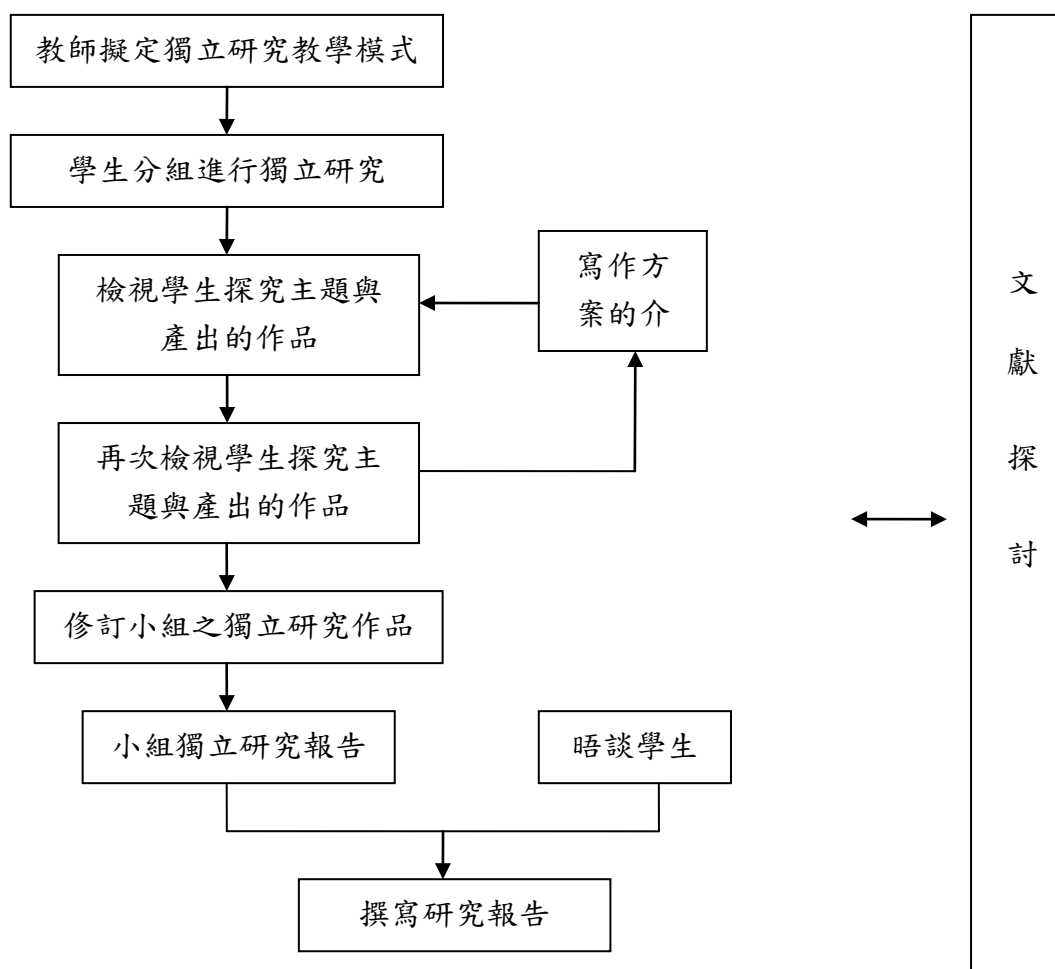 教師擬定獨立研究教學模式
學生分組進行獨立研究
檢視學生探究主題與
產出的作品
寫作方
案的介
再次檢視學生探究主
題與產出的作品
修訂小組之獨立研究作品
小組獨立研究報告
晤談學生
撰寫研究報告
文
獻
探
討